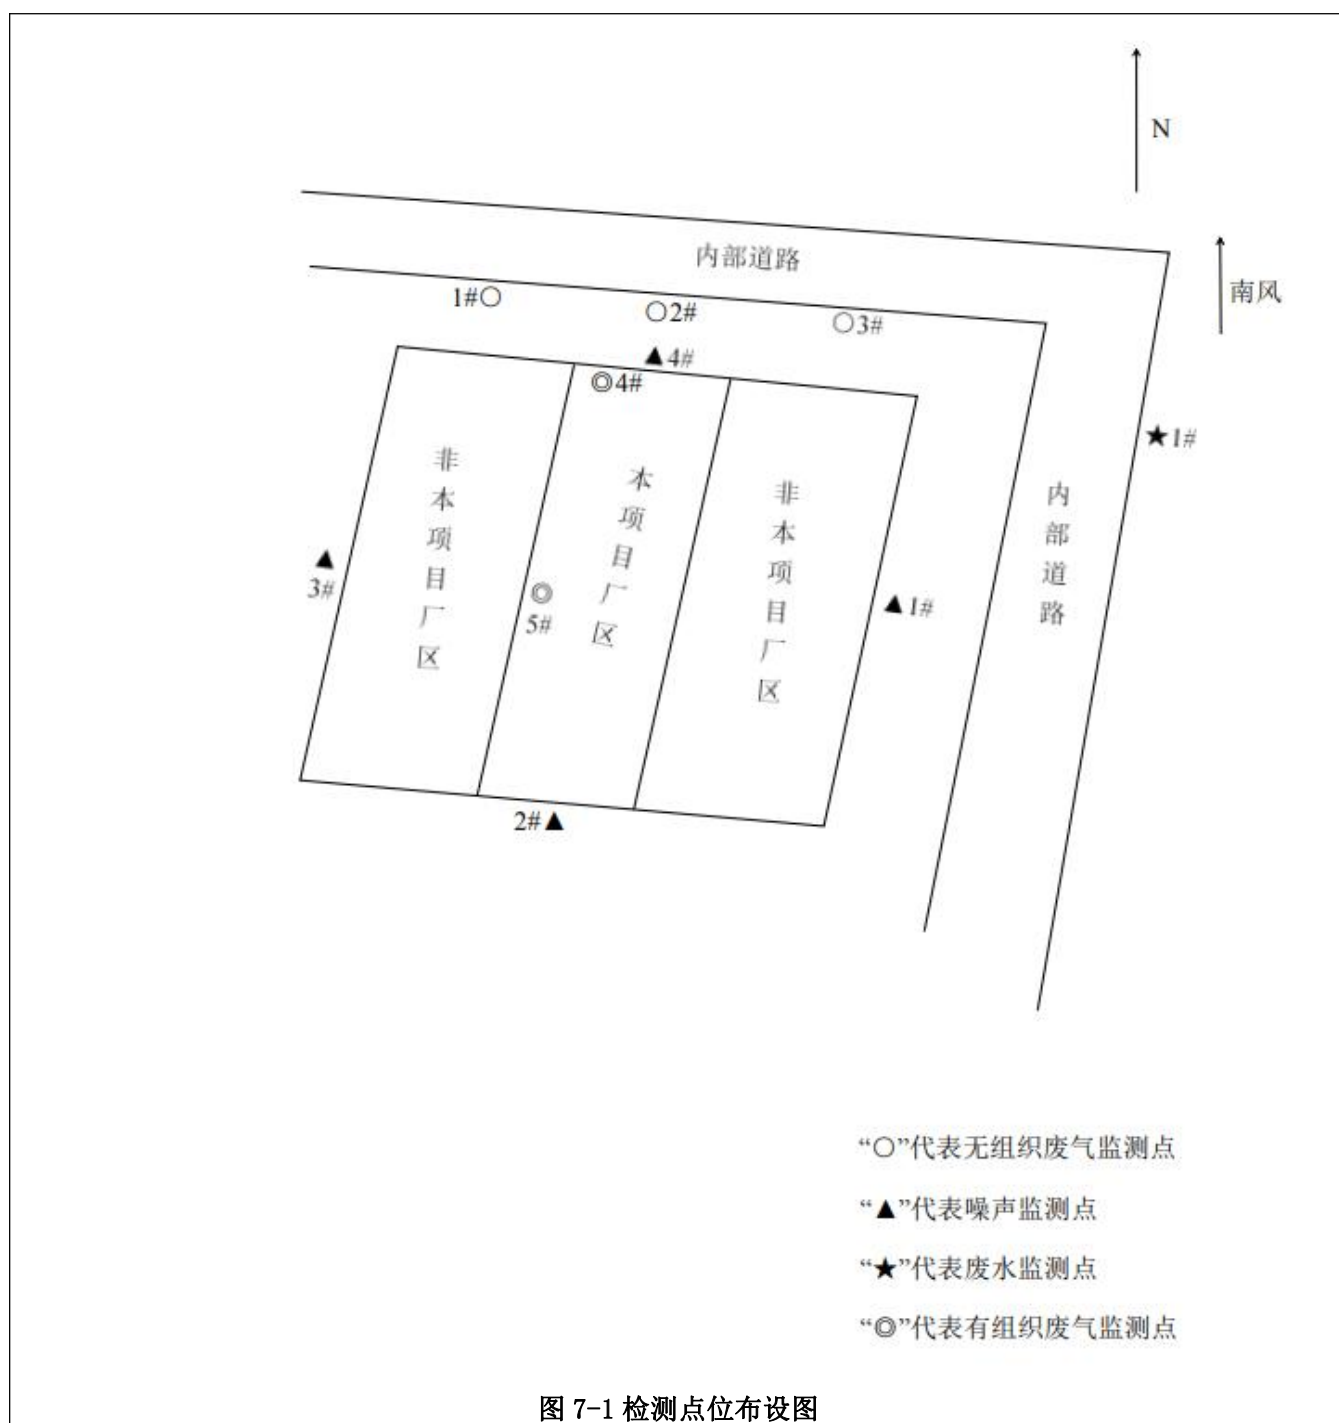 N
内部道路
南风
1#○
○2#
○3#
▲4#
◎4#
★1#
非本项目厂区
本项目厂区
非本项目厂区
内部道路
▲
3#
◎
5#
▲1#
2#▲
“○”代表无组织废气监测点
“▲”代表噪声监测点
“★”代表废水监测点
“◎”代表有组织废气监测点
图 7-1 检测点位布设图